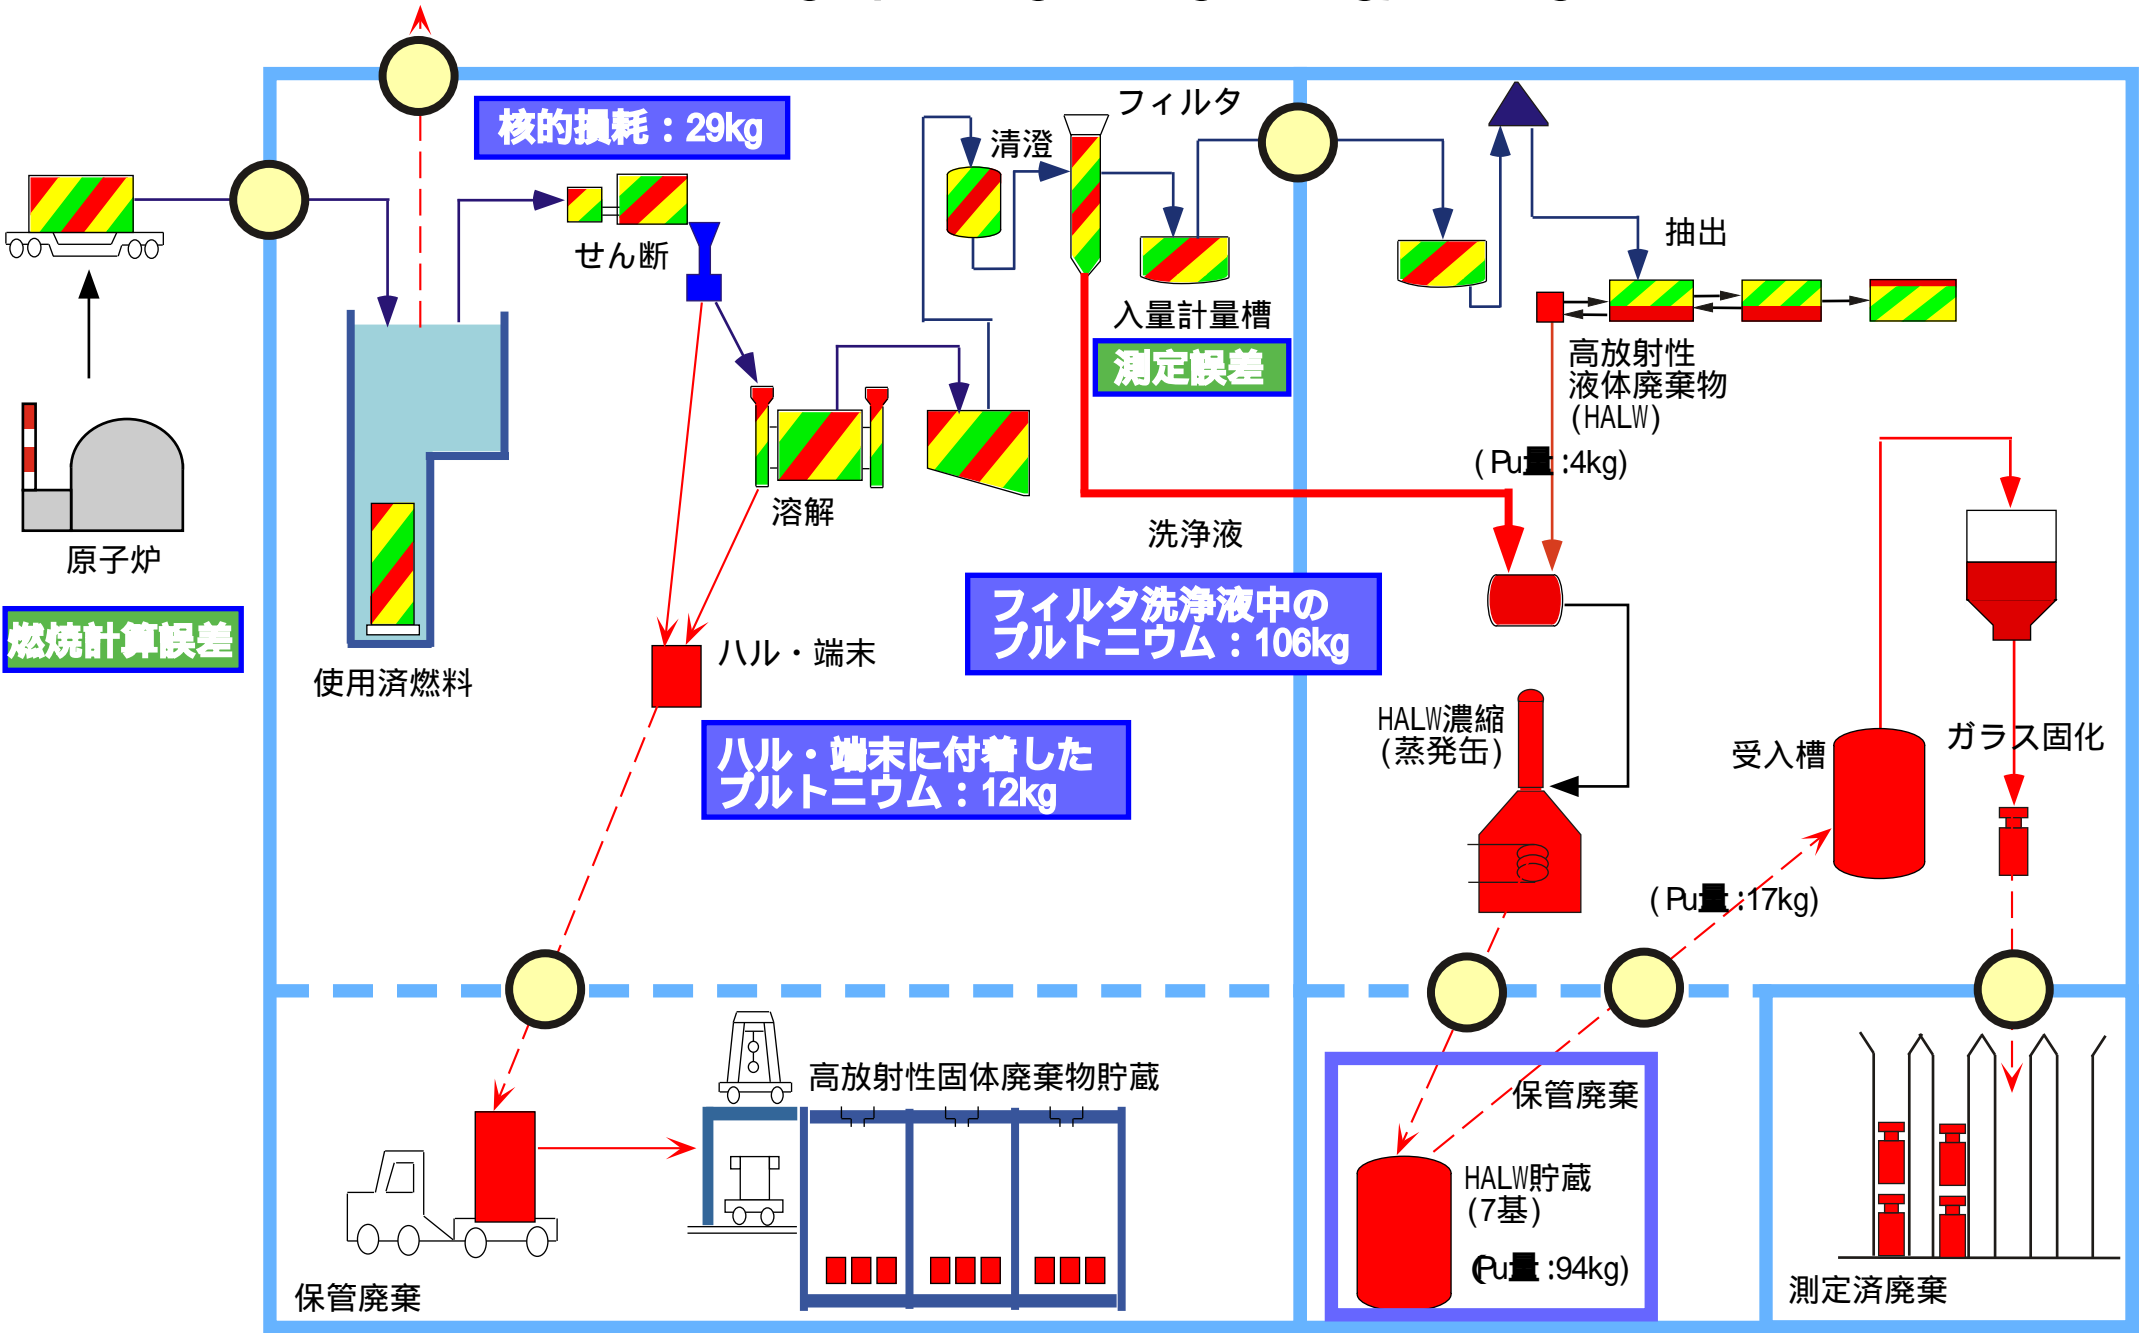 核的損耗：29kg
フィルタ
清澄
せん断
抽出
入量計量槽
測定誤差
高放射性
液体廃棄物
(HALW)
(Pu量:4kg)
溶解
洗浄液
原子炉
フィルタ洗浄液中の
プルトニウム：106kg
燃焼計算誤差
使用済燃料
ハル・端末
ハル・端末に付着した
プルトニウム：12kg
HALW濃縮
(蒸発缶)
受入槽
ガラス固化
(Pu量:17kg)
高放射性固体廃棄物貯蔵
保管廃棄
HALW貯蔵
(7基)
(Pu量:94kg)
保管廃棄
測定済廃棄